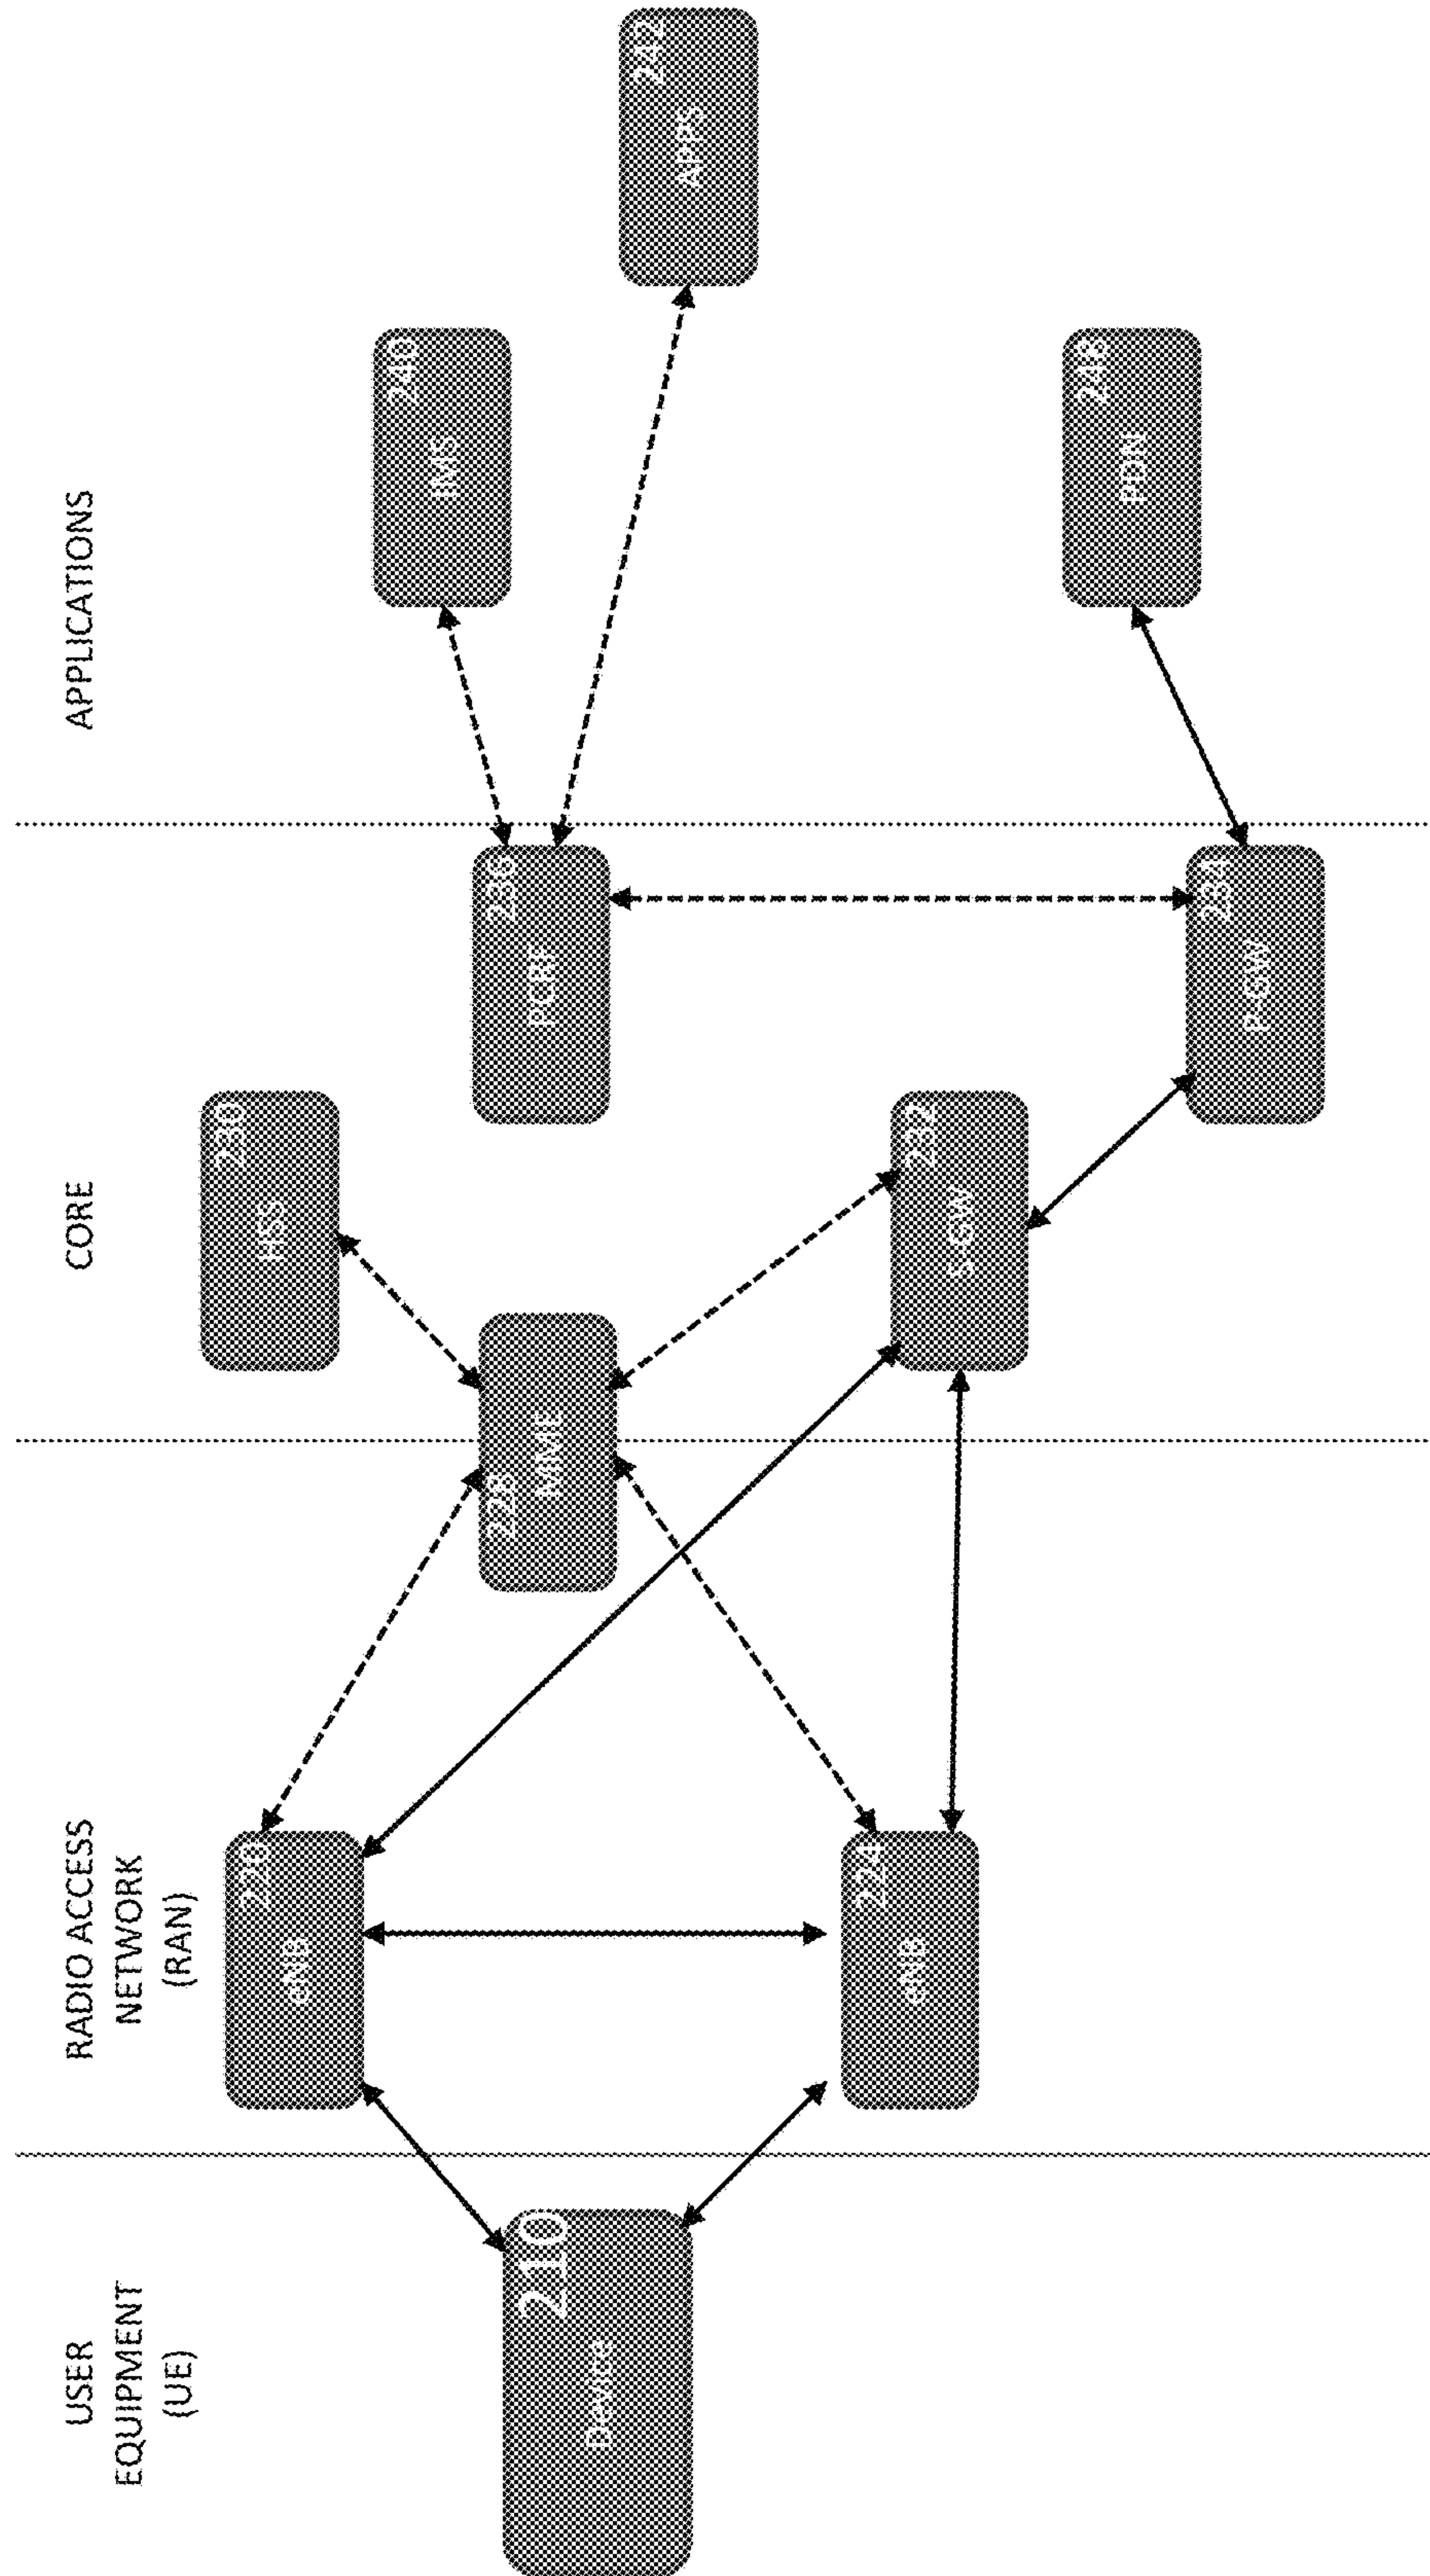 USER
EQUIPMENT
(UE)
RADIO ACCESS
NETWORK
(RAN)
CORE
APPLICATIONS
210
Device
220
eNB
224
eNB
228
MME
230
HSS
232
S-GW
236
PCRF
234
P-GW
240
IMS
242
APPS
248
PDN